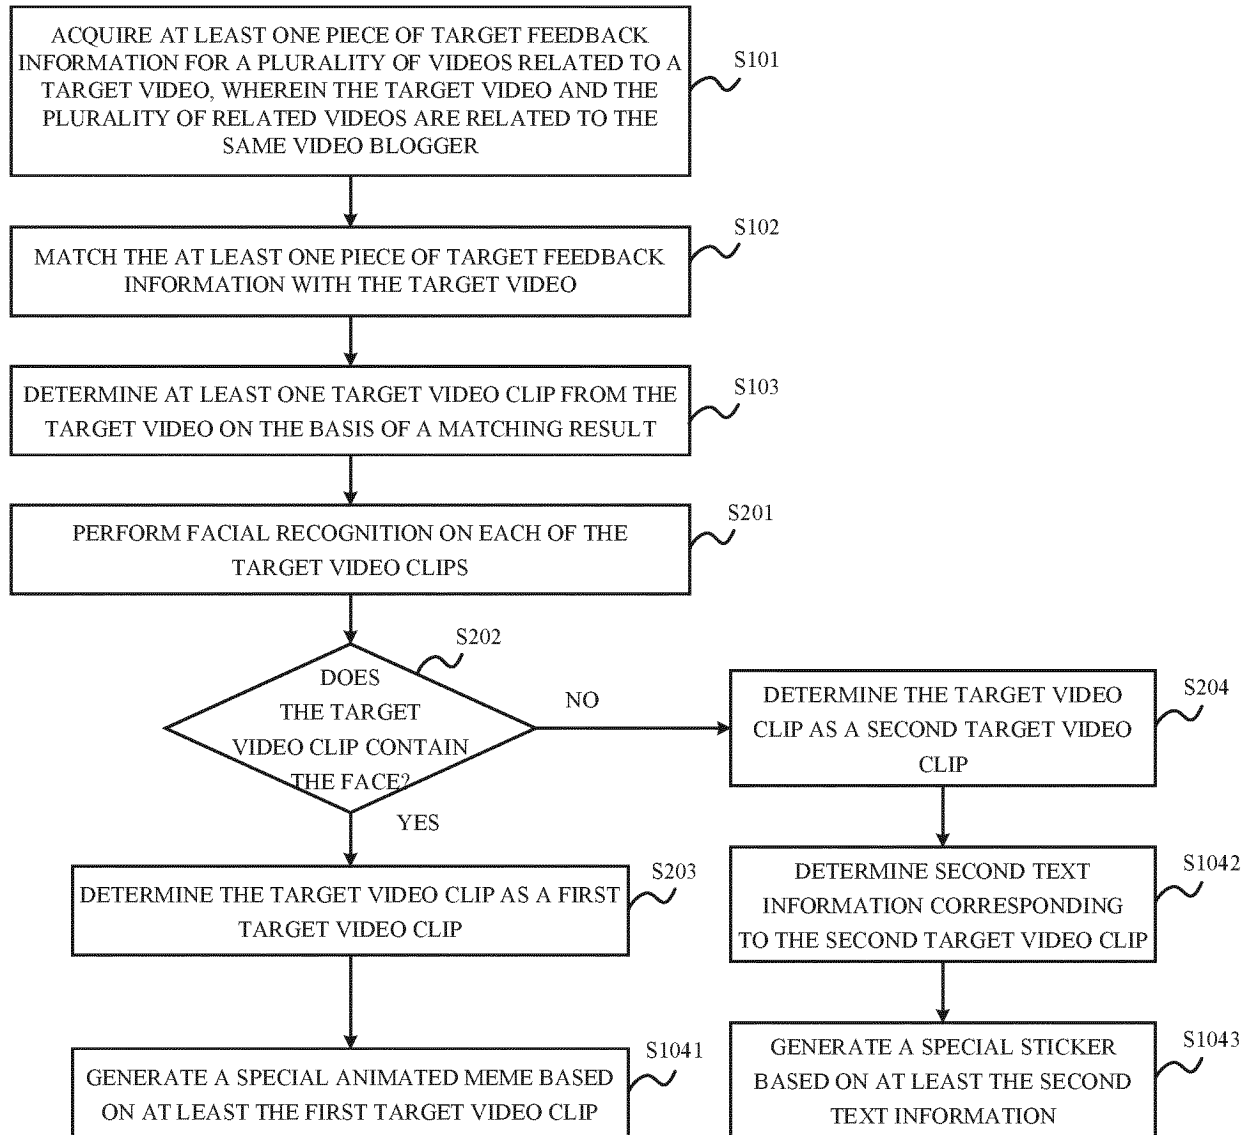 ACQUIRE AT LEAST ONE PIECE OF TARGET FEEDBACK
INFORMATION FOR A PLURALITY OF VIDEOS RELATED TO A
TARGET VIDEO, WHEREIN THE TARGET VIDEO AND THE
PLURALITY OF RELATED VIDEOS ARE RELATED TO THE
SAME VIDEO BLOGGER
S101
MATCH THE AT LEAST ONE PIECE OF TARGET FEEDBACK
INFORMATION WITH THE TARGET VIDEO
S102
DETERMINE AT LEAST ONE TARGET VIDEO CLIP FROM THE
TARGET VIDEO ON THE BASIS OF A MATCHING RESULT
S103
PERFORM FACIAL RECOGNITION ON EACH OF THE
TARGET VIDEO CLIPS
S201
DOES
THE TARGET
VIDEO CLIP CONTAIN
THE FACE?
S202
NO
YES
DETERMINE THE TARGET VIDEO
CLIP AS A SECOND TARGET VIDEO
CLIP
S204
DETERMINE THE TARGET VIDEO CLIP AS A FIRST
TARGET VIDEO CLIP
S203
DETERMINE SECOND TEXT
INFORMATION CORRESPONDING
TO THE SECOND TARGET VIDEO CLIP
S1042
GENERATE A SPECIAL ANIMATED MEME BASED
ON AT LEAST THE FIRST TARGET VIDEO CLIP
S1041
GENERATE A SPECIAL STICKER
BASED ON AT LEAST THE SECOND
TEXT INFORMATION
S1043